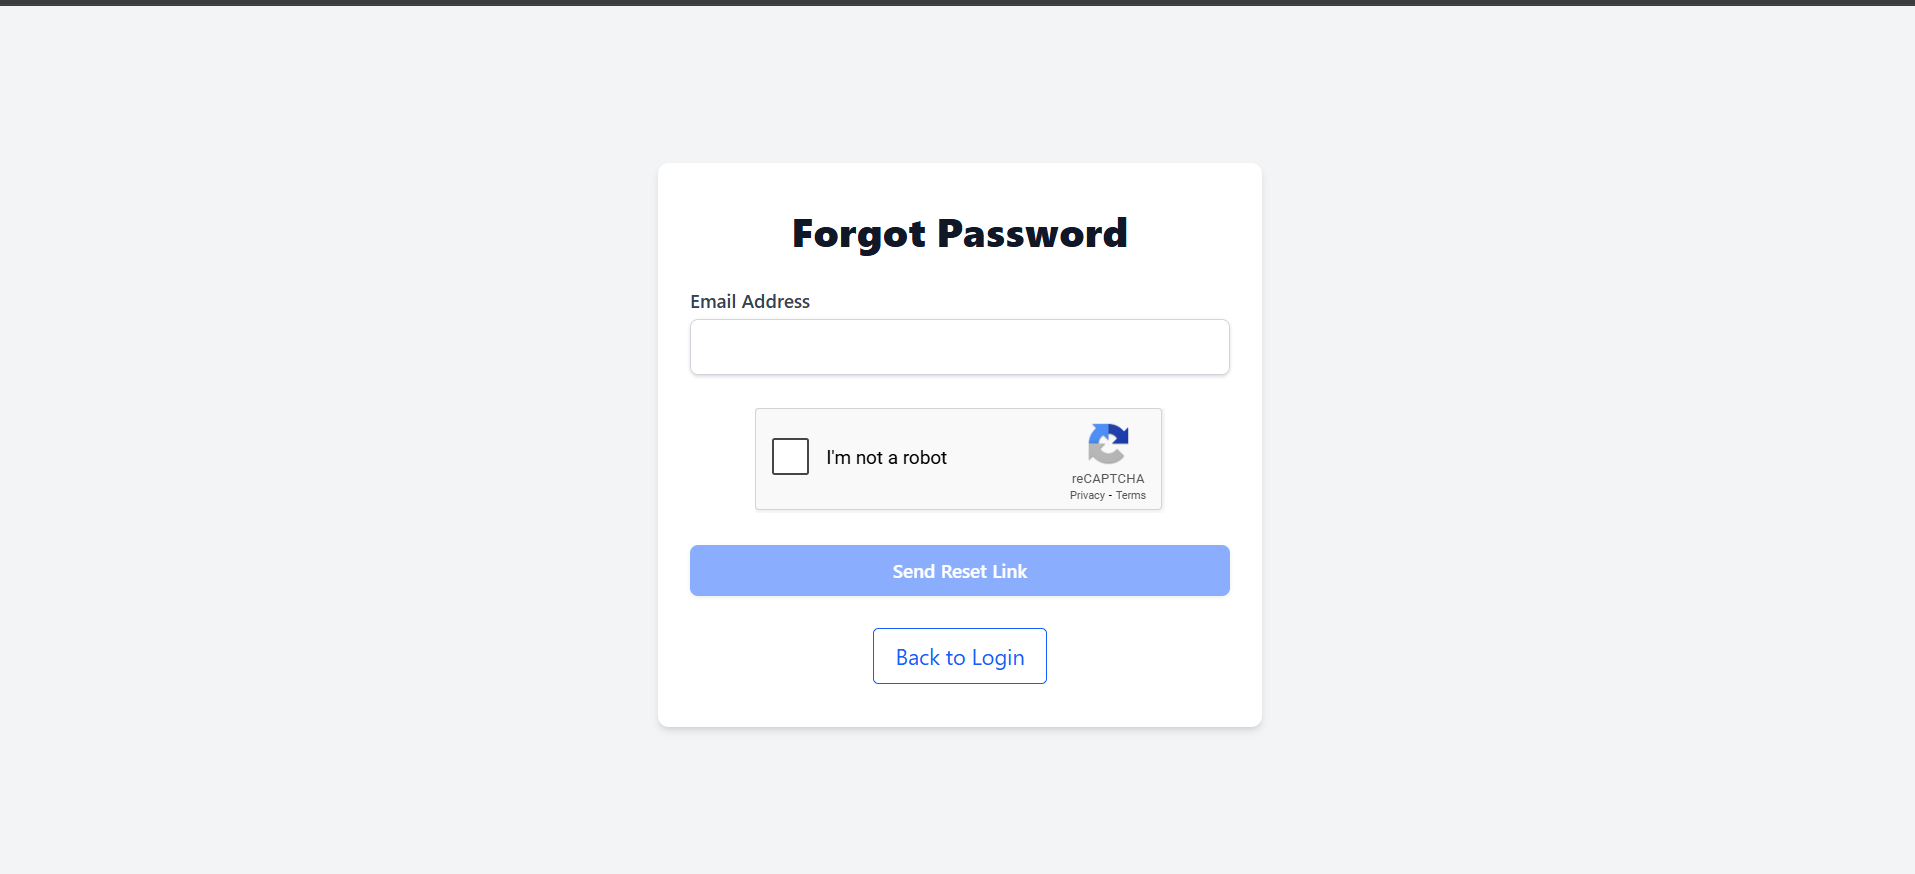 Forgot Password
Email Address
I'm not a robot
reCAPTCHA
Privacy - Terms
Send Reset Link
Back to Login